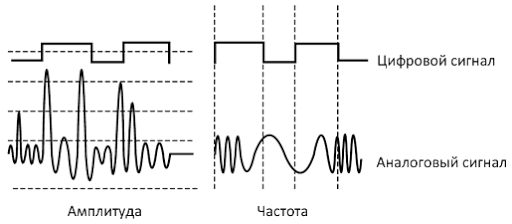 Цифровой сигнал
Аналоговый сигнал
Амплитуда
Частота